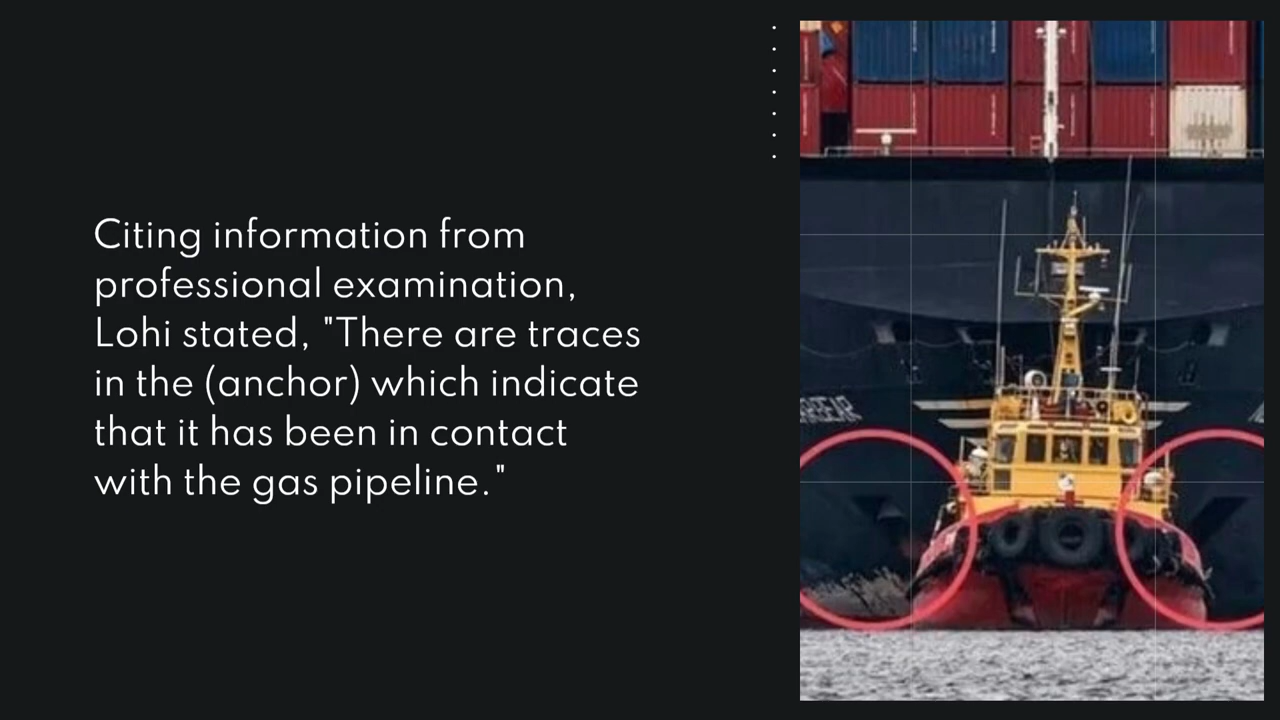 Citing information from
professional examination,
Lohi stated, "There are traces
in the (anchor) which indicate
that it has been in contact
with the gas pipeline."